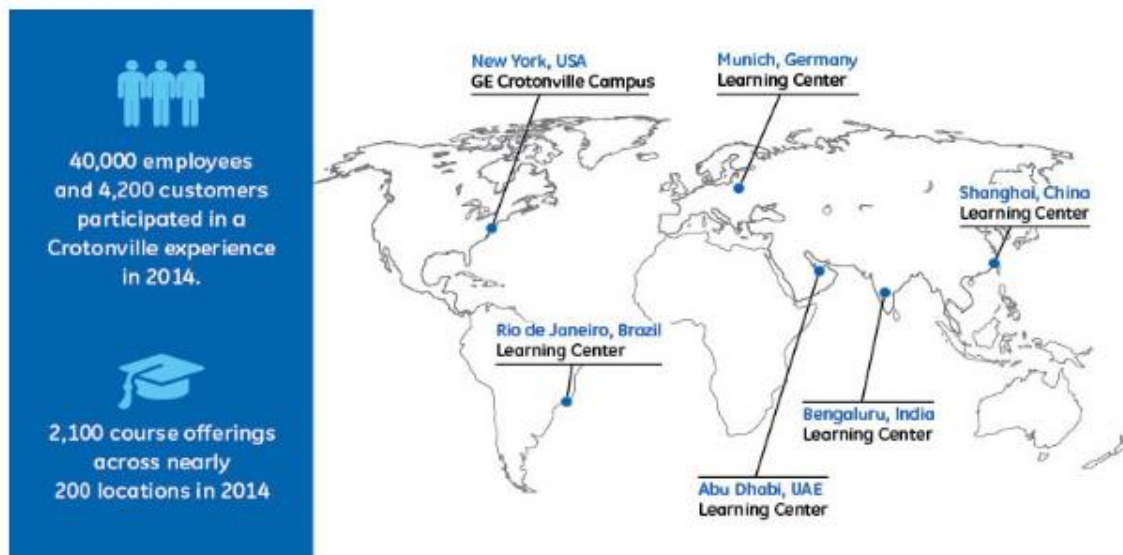 40,000 employees
and 4,200 customers
participated in a
Crotonville experience
in 2014.
2,100 course offerings
across nearly
200 locations in 2014
New York, USA
GE Crotonville Campus
Munich, Germany
Learning Center
Shanghai, China
Learning Center
Rio de Janeiro, Brazil
Learning Center
Bengaluru, India
Learning Center
Abu Dhabi, UAE
Learning Center